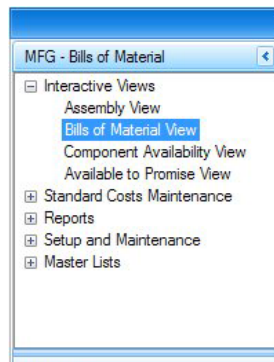 MFG - Bills of Material
Interactive Views
Assembly View
Bills of Material View
Component Availability View
Available to Promise View
Standard Costs Maintenance
Reports
Setup and Maintenance
Master Lists